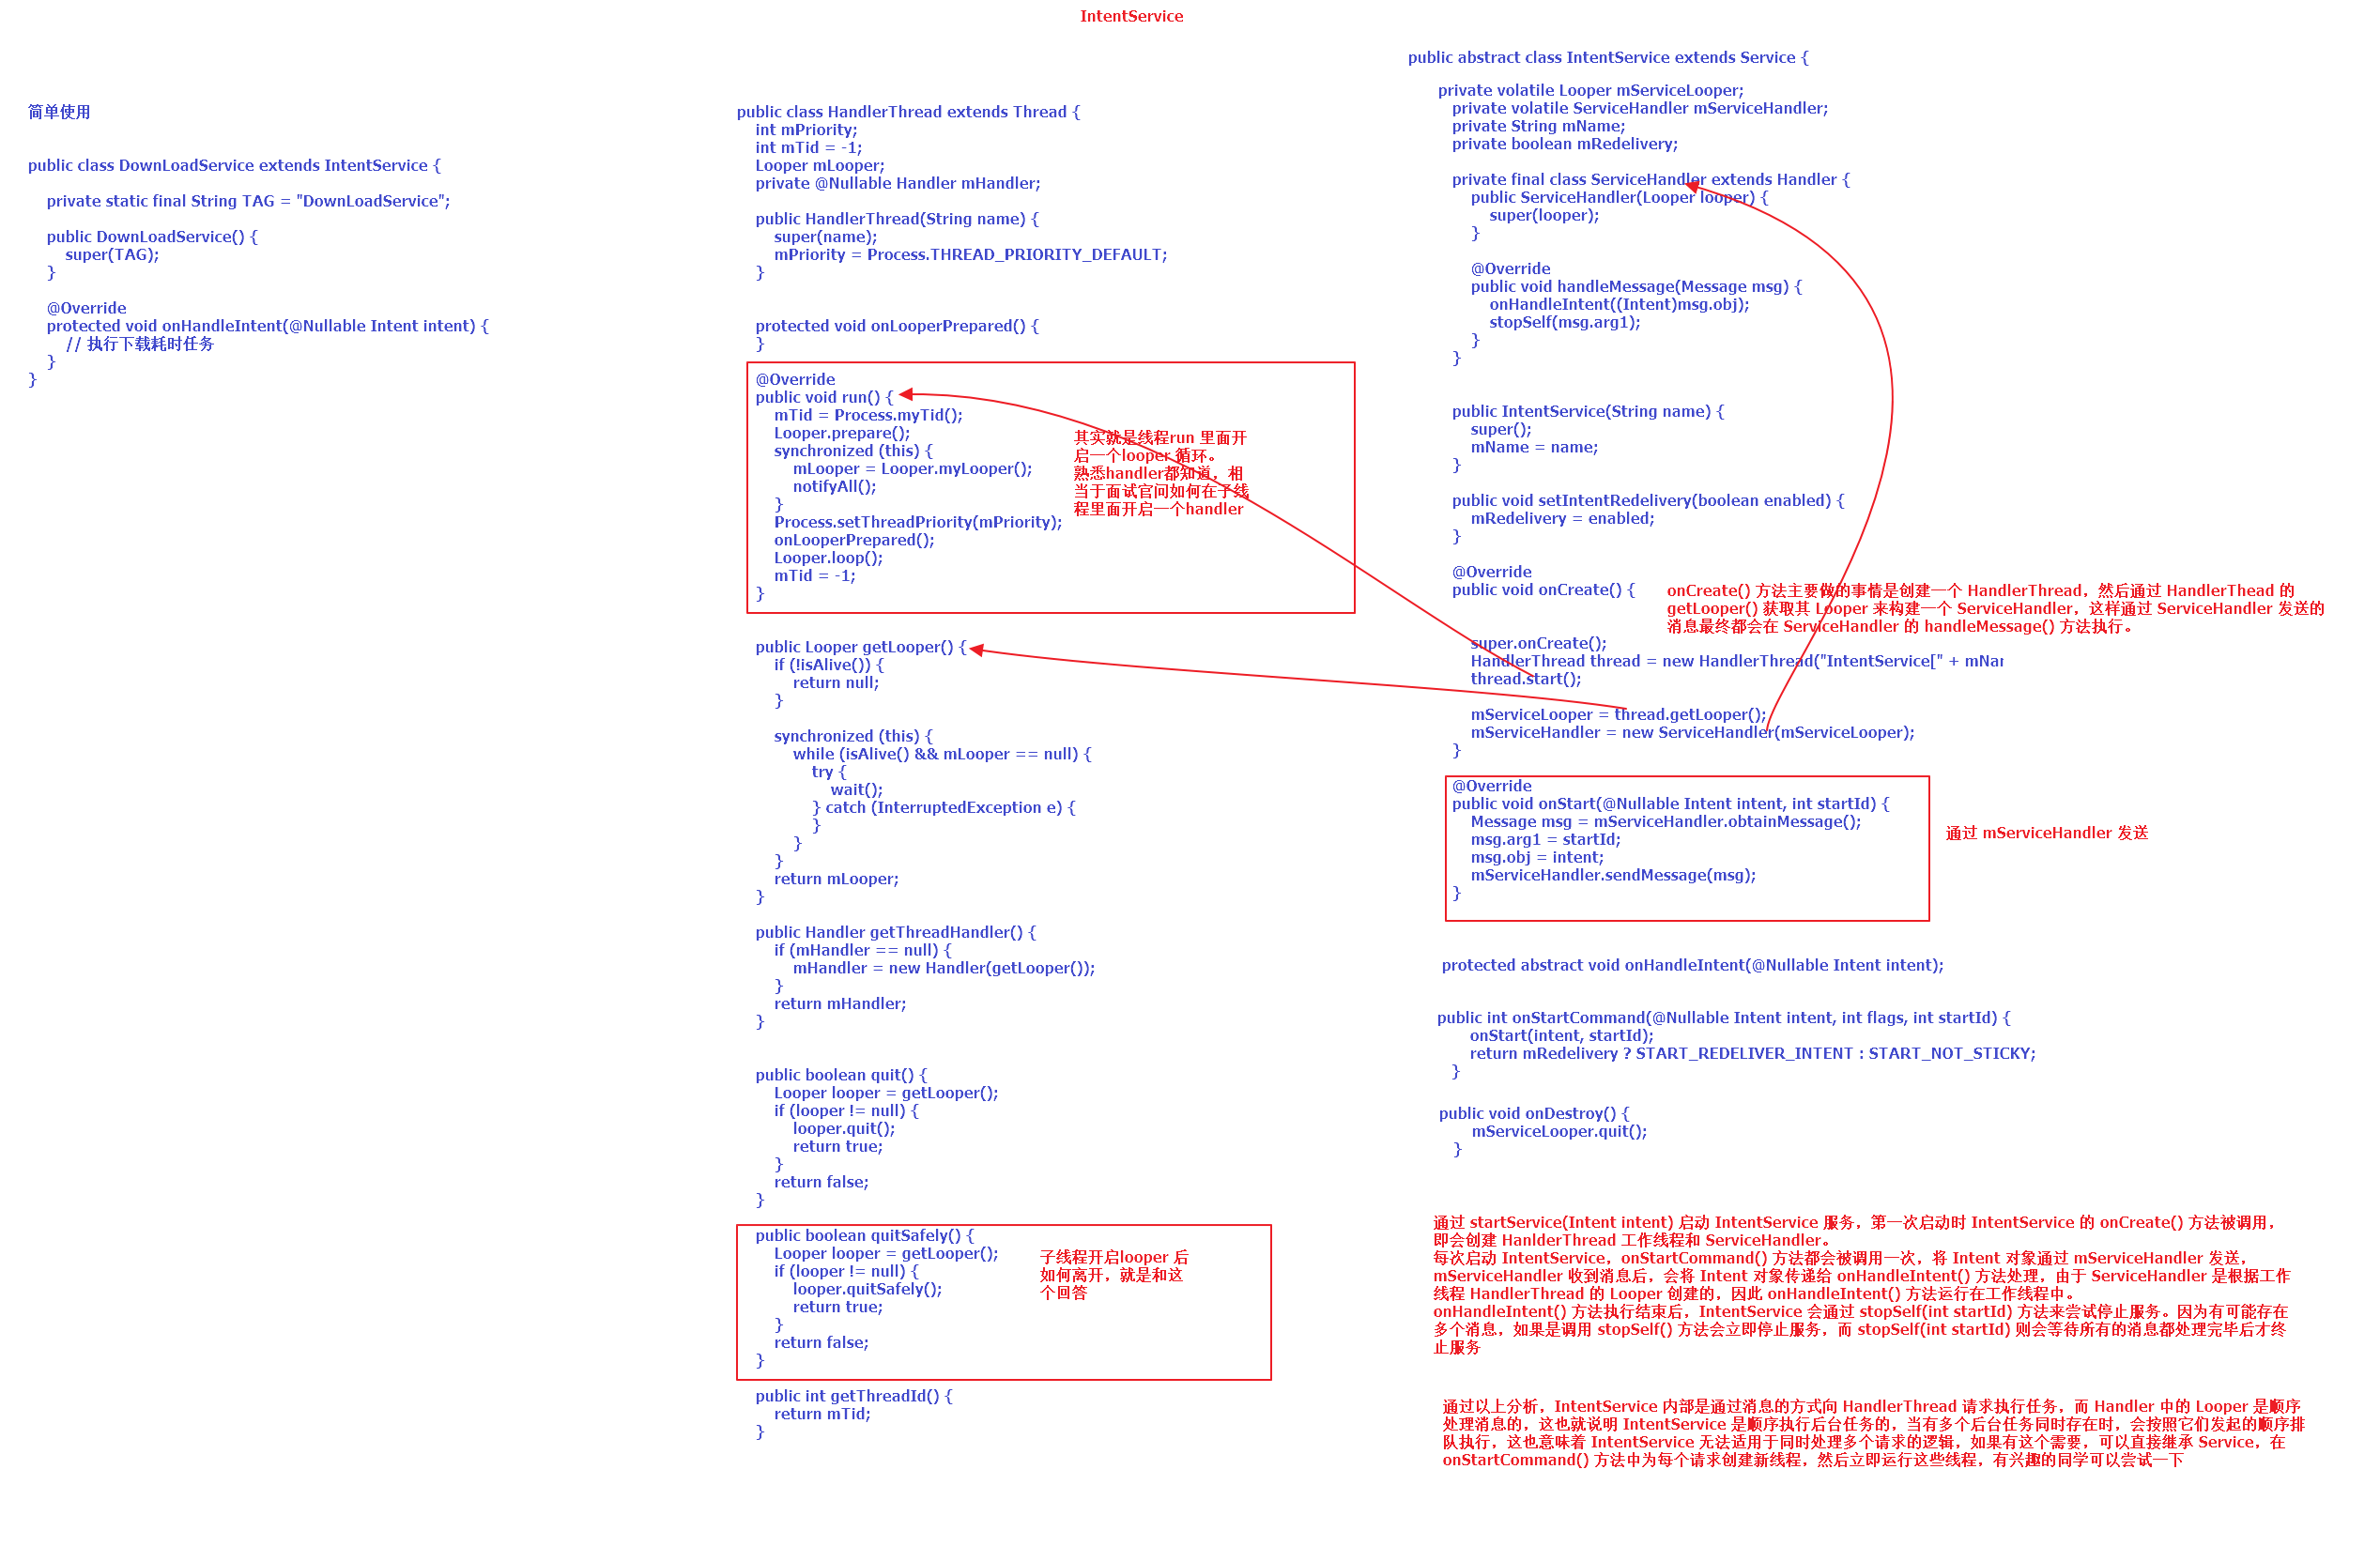 IntentService
简单使用
public class DownLoadService extends IntentService {
private static final String TAG = "DownLoadService";
public DownLoadService() {
super(TAG);
}
@Override
protected void onHandleIntent(@Nullable Intent intent) {
// 执行下载耗时任务
}
}
public class HandlerThread extends Thread {
int mPriority;
int mTid = -1;
Looper mLooper;
private @Nullable Handler mHandler;
public HandlerThread(String name) {
super(name);
mPriority = Process.THREAD_PRIORITY_DEFAULT;
}
protected void onLooperPrepared() {
}
@Override
public void run() {
mTid = Process.myTid();
Looper.prepare();
synchronized (this) {
mLooper = Looper.myLooper();
notifyAll();
}
Process.setThreadPriority(mPriority);
onLooperPrepared();
Looper.loop();
mTid = -1;
}
其实就是线程run 里面开
启一个looper 循环。
熟悉handler都知道，相
当于面试官问如何在子线
程里面开启一个handler
public Looper getLooper() {
if (!isAlive()) {
return null;
}
synchronized (this) {
while (isAlive() && mLooper == null) {
try {
wait();
} catch (InterruptedException e) {
}
}
}
return mLooper;
}
public Handler getThreadHandler() {
if (mHandler == null) {
mHandler = new Handler(getLooper());
}
return mHandler;
}
public boolean quit() {
Looper looper = getLooper();
if (looper != null) {
looper.quit();
return true;
}
return false;
}
public boolean quitSafely() {
Looper looper = getLooper();
if (looper != null) {
looper.quitSafely();
return true;
}
return false;
}
子线程开启looper 后
如何离开，就是和这
个回答
public int getThreadId() {
return mTid;
}
public abstract class IntentService extends Service {
private volatile Looper mServiceLooper;
private volatile ServiceHandler mServiceHandler;
private String mName;
private boolean mRedelivery;
private final class ServiceHandler extends Handler {
public ServiceHandler(Looper looper) {
super(looper);
}
@Override
public void handleMessage(Message msg) {
onHandleIntent((Intent)msg.obj);
stopSelf(msg.arg1);
}
}
public IntentService(String name) {
super();
mName = name;
}
public void setIntentRedelivery(boolean enabled) {
mRedelivery = enabled;
}
@Override
public void onCreate() {
onCreate() 方法主要做的事情是创建一个 HandlerThread，然后通过 HandlerThead 的
getLooper() 获取其 Looper 来构建一个 ServiceHandler，这样通过 ServiceHandler 发送的
消息最终都会在 ServiceHandler 的 handleMessage() 方法执行。
super.onCreate();
HandlerThread thread = new HandlerThread("IntentService[" + mNar
thread.start();
mServiceLooper = thread.getLooper();
mServiceHandler = new ServiceHandler(mServiceLooper);
}
@Override
public void onStart(@Nullable Intent intent, int startId) {
Message msg = mServiceHandler.obtainMessage();
msg.arg1 = startId;
msg.obj = intent;
mServiceHandler.sendMessage(msg);
}
通过 mServiceHandler 发送
protected abstract void onHandleIntent(@Nullable Intent intent);
public int onStartCommand(@Nullable Intent intent, int flags, int startId) {
onStart(intent, startId);
return mRedelivery ? START_REDELIVER_INTENT : START_NOT_STICKY;
}
public void onDestroy() {
mServiceLooper.quit();
}
通过 startService(Intent intent) 启动 IntentService 服务，第一次启动时 IntentService 的 onCreate() 方法被调用，
即会创建 HanlderThread 工作线程和 ServiceHandler。
每次启动 IntentService，onStartCommand() 方法都会被调用一次，将 Intent 对象通过 mServiceHandler 发送，
mServiceHandler 收到消息后，会将 Intent 对象传递给 onHandleIntent() 方法处理，由于 ServiceHandler 是根据工作
线程 HandlerThread 的 Looper 创建的，因此 onHandleIntent() 方法运行在工作线程中。
onHandleIntent() 方法执行结束后，IntentService 会通过 stopSelf(int startId) 方法来尝试停止服务。因为有可能存在
多个消息，如果是调用 stopSelf() 方法会立即停止服务，而 stopSelf(int startId) 则会等待所有的消息都处理完毕后才终
止服务
通过以上分析，IntentService 内部是通过消息的方式向 HandlerThread 请求执行任务，而 Handler 中的 Looper 是顺序
处理消息的，这也就说明 IntentService 是顺序执行后台任务的，当有多个后台任务同时存在时，会按照它们发起的顺序排
队执行，这也意味着 IntentService 无法适用于同时处理多个请求的逻辑，如果有这个需要，可以直接继承 Service，在
onStartCommand() 方法中为每个请求创建新线程，然后立即运行这些线程，有兴趣的同学可以尝试一下